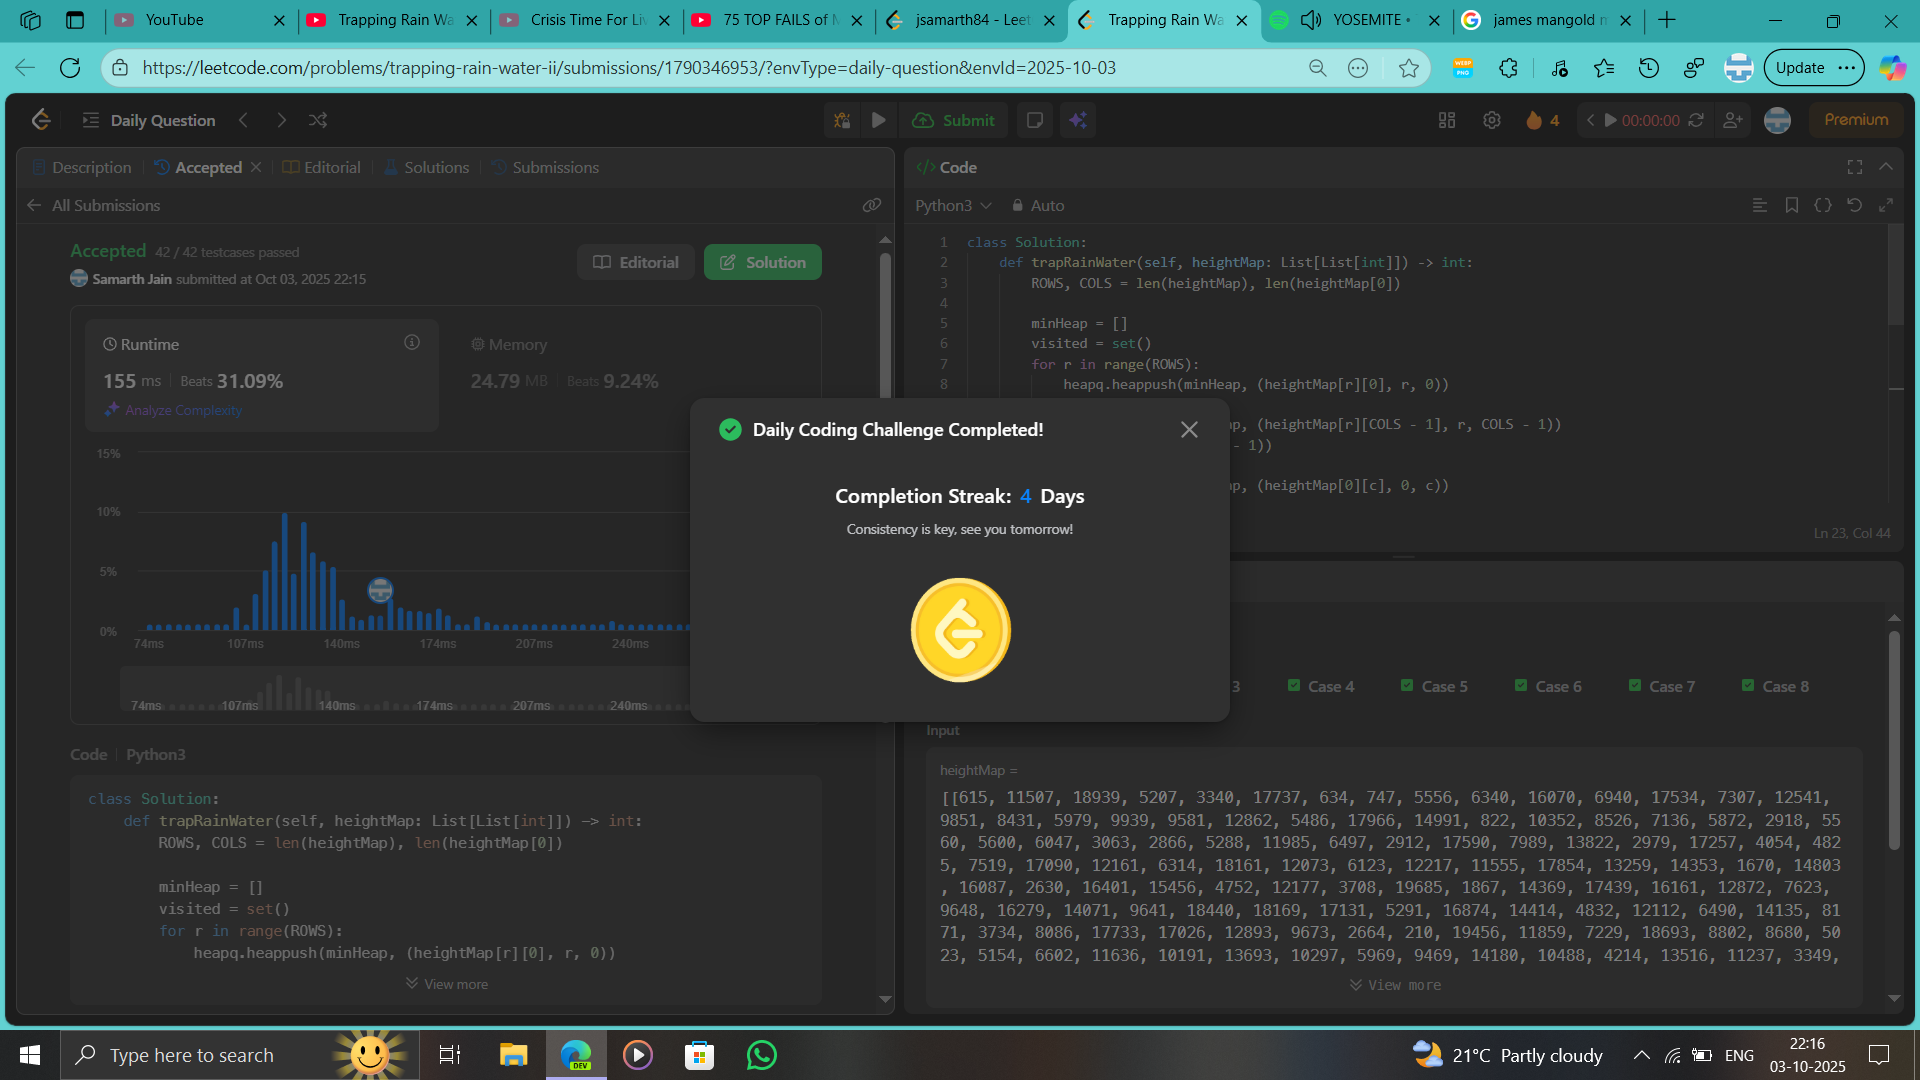 YouTube
Trapping Rain Wa
Crisis Time For Liv
75 TOP FAILS of M
jsamarth84 - Leet
Trapping Rain Wa
YOSEMITE •
james mangold m
https://leetcode.com/problems/trapping-rain-water-ii/submissions/1790346953/?envType=daily-question&envId=2025-10-03
WEBP
PNG
Update
Daily Question
Submit
4
00:00:00
Premium
Description
Accepted
Editorial
Solutions
Submissions
All Submissions
Accepted 42 / 42 testcases passed
Samarth Jain submitted at Oct 03, 2025 22:15
Editorial
Solution
Runtime
155 ms Beats 31.09%
Analyze Complexity
Memory
24.79 MB Beats 9.24%
15%
10%
5%
0%
74ms 107ms 140ms 174ms 207ms 240ms
74ms 107ms 140ms 174ms 207ms 240ms
Code Python3
class Solution:
def trapRainWater(self, heightMap: List[List[int]]) -> int:
ROWS, COLS = len(heightMap), len(heightMap[0])
minHeap = []
visited = set()
for r in range(ROWS):
heapq.heappush(minHeap, (heightMap[r][0], r, 0))
View more
Daily Coding Challenge Completed!
Completion Streak: 4 Days
Consistency is key, see you tomorrow!
</> Code
Python3
Auto
1 class Solution:
2 def trapRainWater(self, heightMap: List[List[int]]) -> int:
3 ROWS, COLS = len(heightMap), len(heightMap[0])
4
5 minHeap = []
6 visited = set()
7 for r in range(ROWS):
8 heapq.heappush(minHeap, (heightMap[r][0], r, 0))
p, (heightMap[r][COLS - 1], r, COLS - 1))
- 1))
p, (heightMap[0][c], 0, c))
Ln 23, Col 44
3
Case 4
Case 5
Case 6
Case 7
Case 8
Input
heightMap =
[[615, 11507, 18939, 5207, 3340, 17737, 634, 747, 5556, 6340, 16070, 6940, 17534, 7307, 12541,
9851, 8431, 5979, 9939, 9581, 12862, 5486, 17966, 14991, 822, 10352, 8526, 7136, 5872, 2918, 55
60, 5600, 6047, 3063, 2866, 5288, 11985, 6497, 2912, 17590, 7989, 13822, 2979, 17257, 4054, 482
5, 7519, 17090, 12161, 6314, 18161, 12073, 6123, 12217, 11555, 17854, 13259, 14353, 1670, 14803
, 16087, 2630, 16401, 15456, 4752, 12177, 3708, 19685, 1867, 14369, 17439, 16161, 12872, 7623,
9648, 16279, 14071, 9641, 18440, 18169, 17131, 5291, 16874, 14414, 4832, 12112, 6490, 14135, 81
71, 3734, 8086, 17733, 17026, 12893, 9673, 2664, 210, 19456, 11859, 7229, 18693, 8802, 8680, 50
23, 5154, 6602, 11636, 10191, 13693, 10297, 5969, 9469, 14180, 10488, 4214, 13516, 11237, 3349,
View more
Type here to search
DEV
21°C Partly cloudy
ENG
22:16
03-10-2025